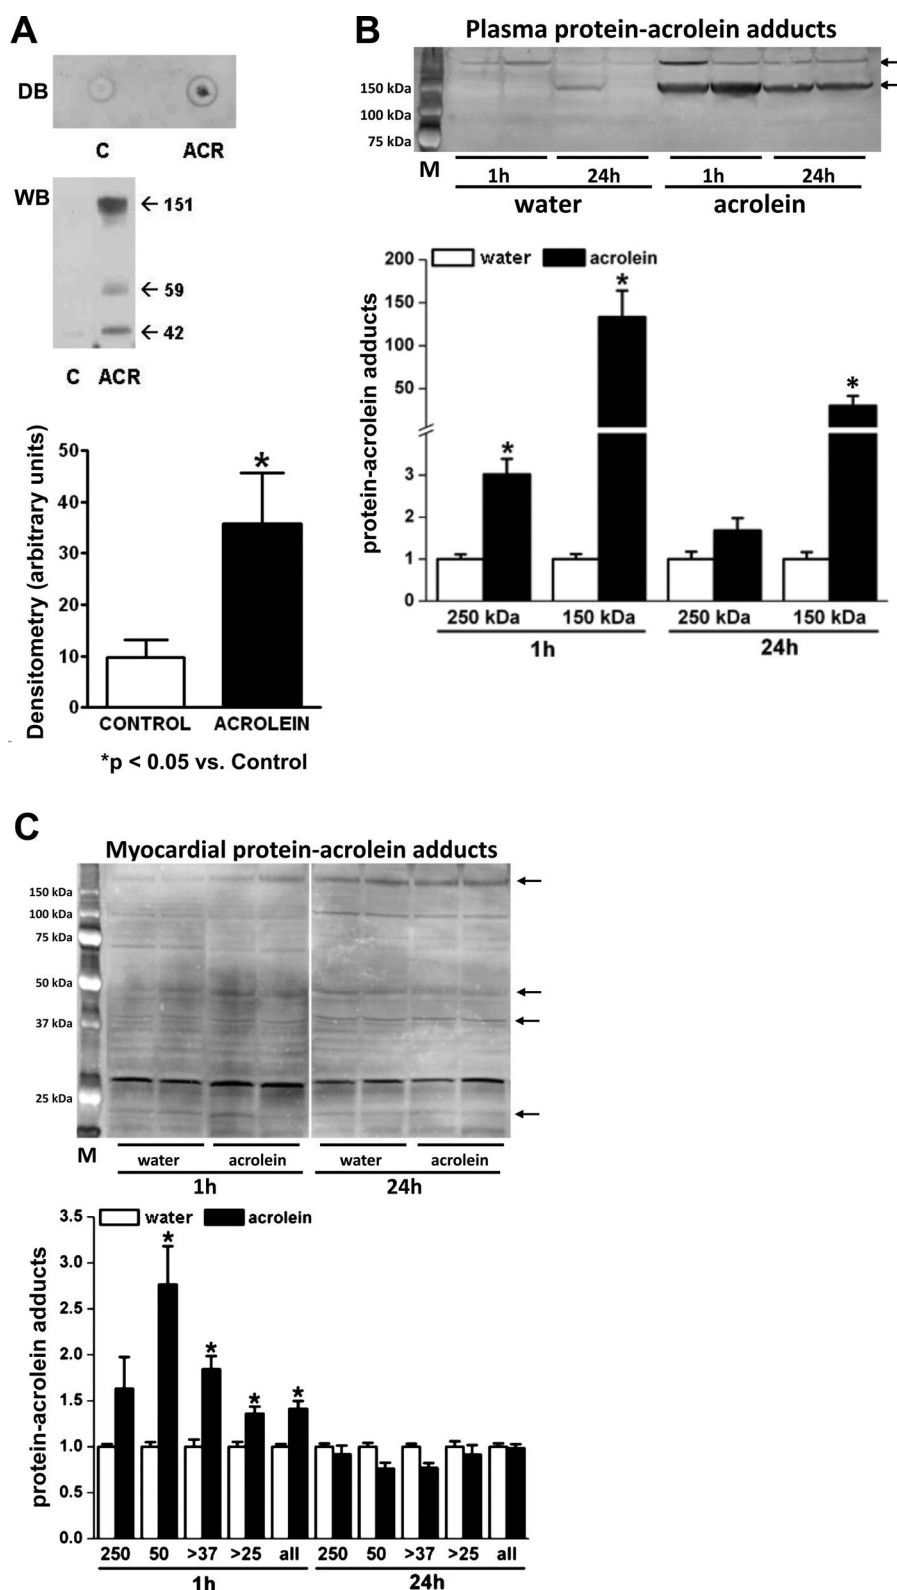 A
DB
C ACR
WB
← 151
← 59
← 42
C ACR
Densitometry (arbitrary units)
50
40
30
20
10
0
*
CONTROL ACROLEIN
*p < 0.05 vs. Control
B
Plasma protein-acrolein adducts
150 kDa
100 kDa
75 kDa
M
1h 24h 1h 24h
water acrolein
protein-acrolein adducts
water acrolein
200
150
100
50
3
2
1
0
* * *
250 kDa 150 kDa 250 kDa 150 kDa
1h 24h
C
Myocardial protein-acrolein adducts
150 kDa
100 kDa
75 kDa
50 kDa
37 kDa
25 kDa
M
water acrolein water acrolein
1h 24h
protein-acrolein adducts
water acrolein
3.5
3.0
2.5
2.0
1.5
1.0
0.5
0.0
* * * *
250 50 >37 >25 all 250 50 >37 >25 all
1h 24h